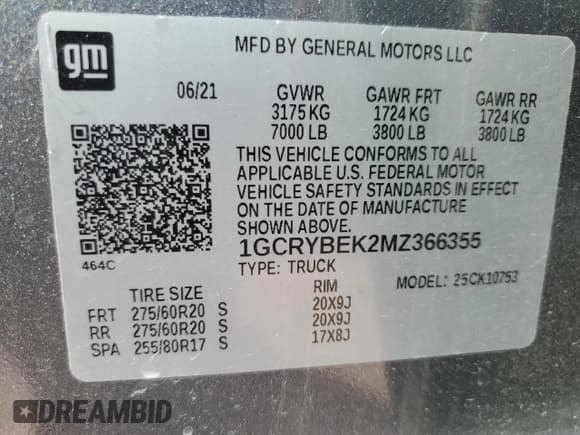 gm
MFD BY GENERAL MOTORS LLC
06/21 GVWR GAWR FRT GAWR RR
3175 KG 1724 KG 1724 KG
7000 LB 3800 LB 3800 LB
THIS VEHICLE CONFORMS TO ALL
APPLICABLE U.S. FEDERAL MOTOR
VEHICLE SAFETY STANDARDS IN EFFECT
ON THE DATE OF MANUFACTURE
SHOWN ABOVE.
1GCRYBEK2MZ366355
464C
TYPE: TRUCK MODEL: 25CK10753
TIRE SIZE RIM
FRT 275/60R20 S 20X9J
RR 275/60R20 S 20X9J
SPA 255/80R17 S 17X8J
DREAMBID